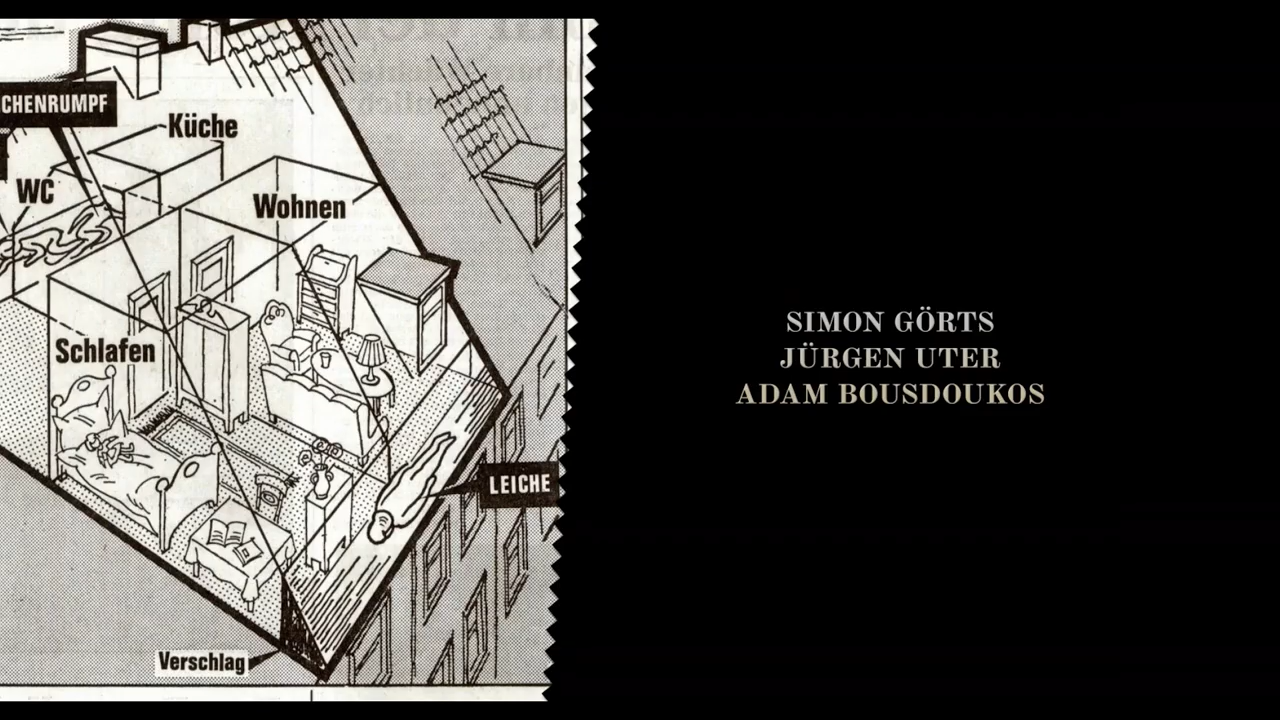 CHENRUMPF
Küche
WC
Wohnen
Schlafen
LEICHE
Verschlag
SIMON GÖRTS
JÜRGEN UTER
ADAM BOUSDOUKOS